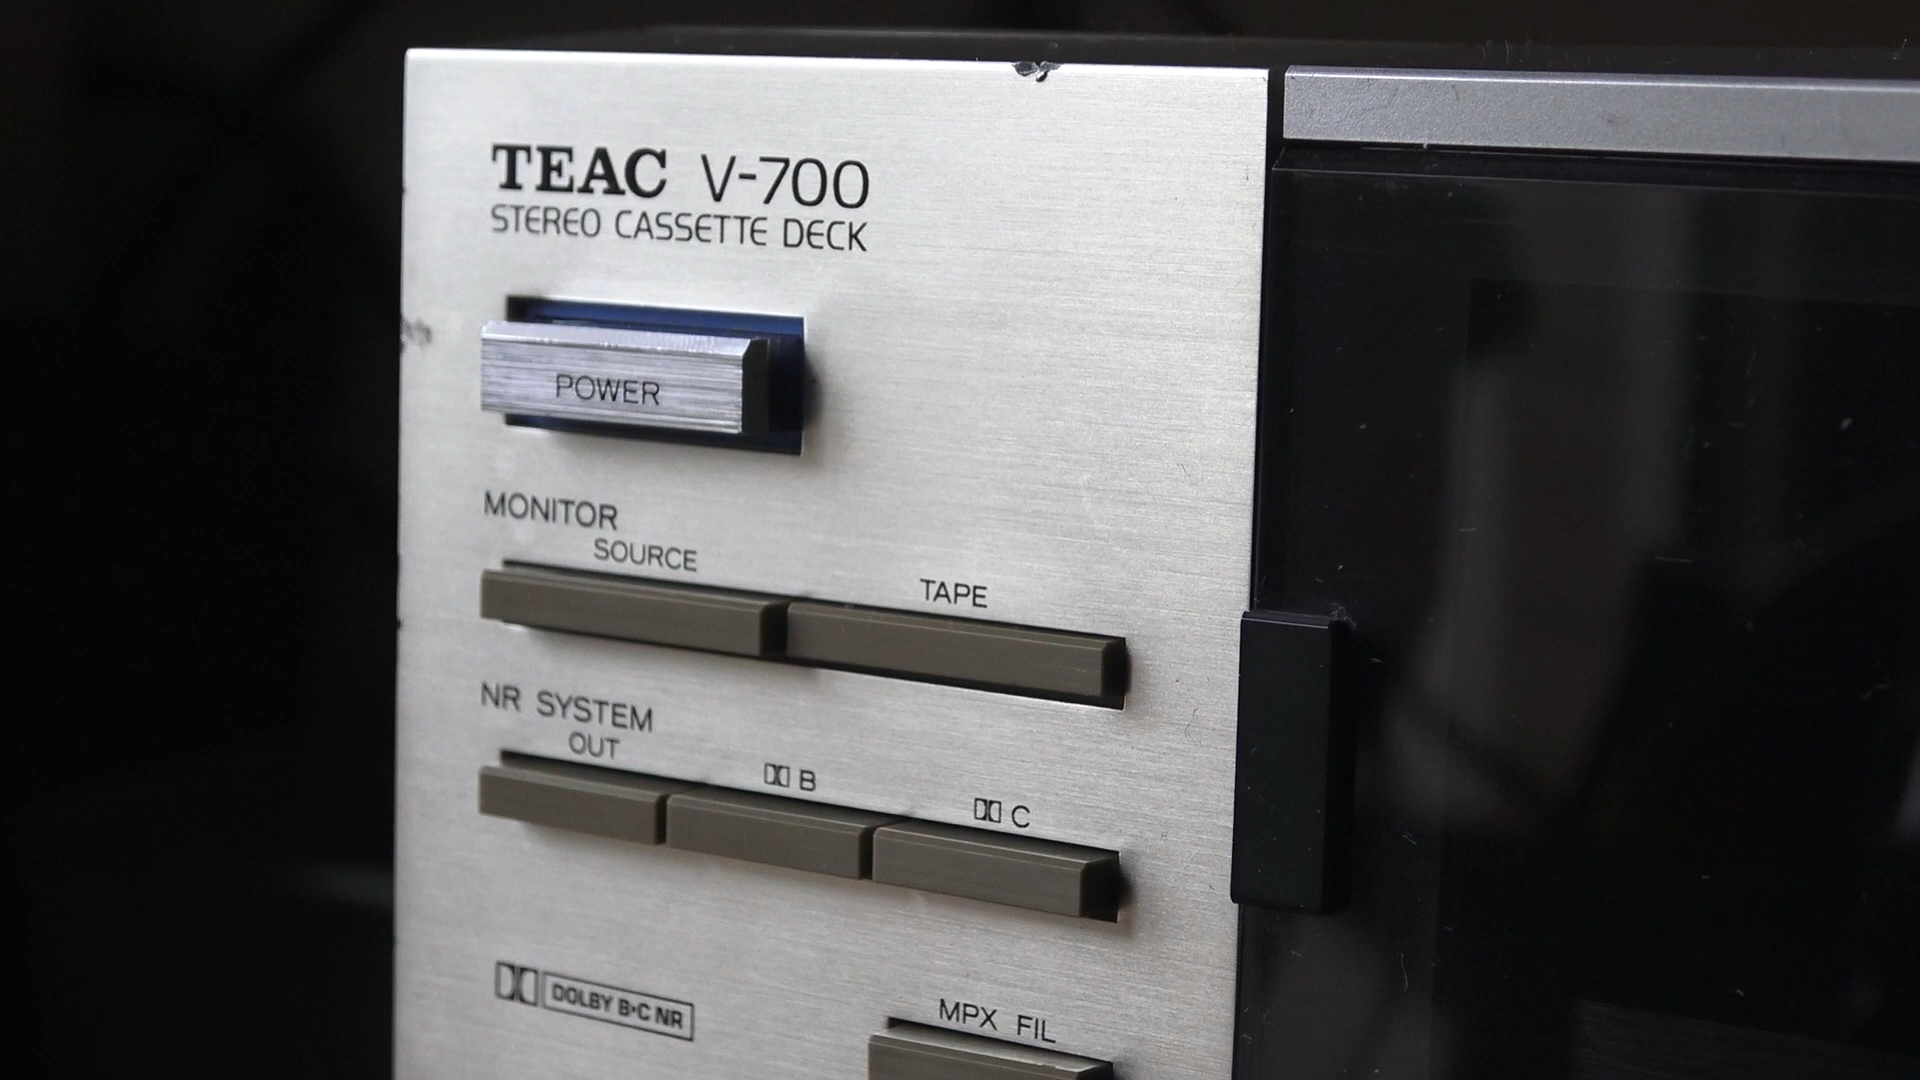 TEAC V-700
STEREO CASSETTE DECK
POWER
MONITOR
SOURCE
TAPE
NR SYSTEM
OUT
B
C
DOLBY B·C NR
MPX FIL